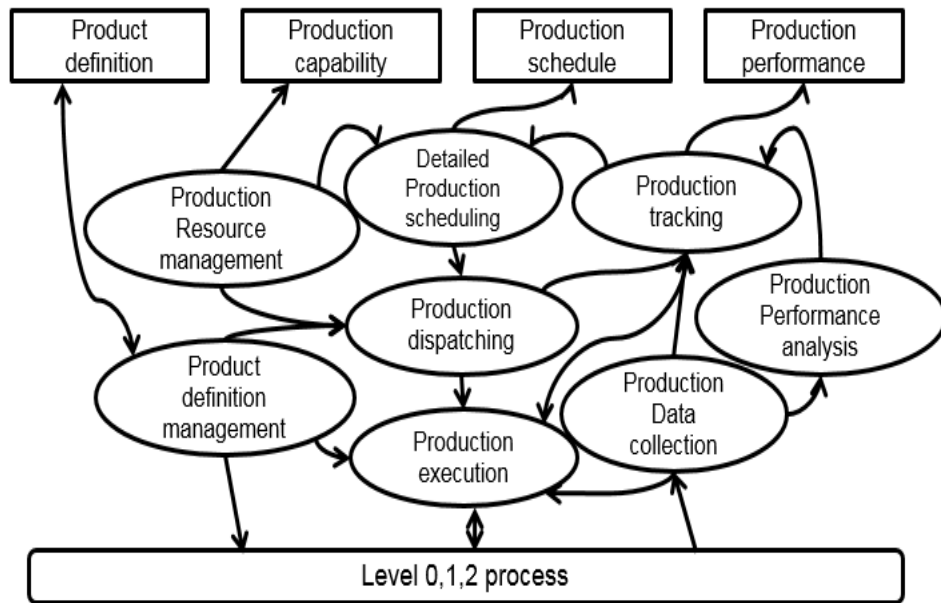 Product
definition
Production
capability
Production
schedule
Production
performance
Detailed
Production
scheduling
Production
Resource
management
Production
tracking
Production
dispatching
Production
Performance
analysis
Product
definition
management
Production
Data
collection
Production
execution
Level 0,1,2 process